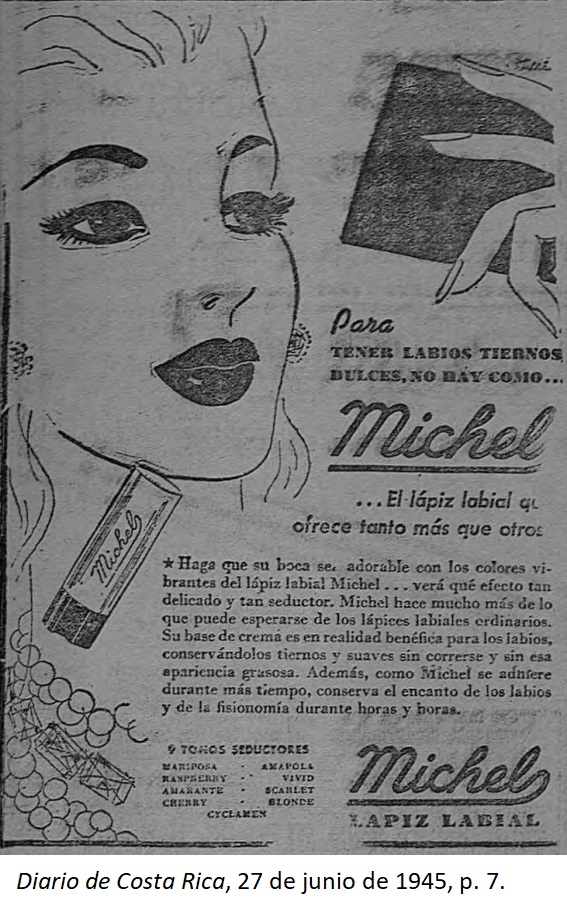 Para
TENER LABIOS TIERNOS
DULCES, NO HAY COMO...
Michel
...El lápiz labial
ofrece tanto más que otros
Michel
★Haga que su boca sea adorable con los colores vi-
brantes del lápiz labial Michel... verá qué efecto tan
delicado y tan seductor. Michel hace mucho más de lo
que puede esperarse de los lápices labiales ordinarios.
Su base de crema es en realidad benéfica para los labios,
conservándolos tiernos y suaves sin correrse y sin esa
apariencia grasosa. Además, como Michel se adhiere
durante más tiempo, conserva el encanto de los labios
y de la fisionomía durante horas y horas.
9 TONOS SEDUCTORES
MARIPOSA · AMAPOLA
RASPBERRY · VIVID
AMARANTE · SCARLET
CHERRY · BLONDE
CYCLAMEN
Michel
LAPIZ LABIAL
Diario de Costa Rica, 27 de junio de 1945, p. 7.